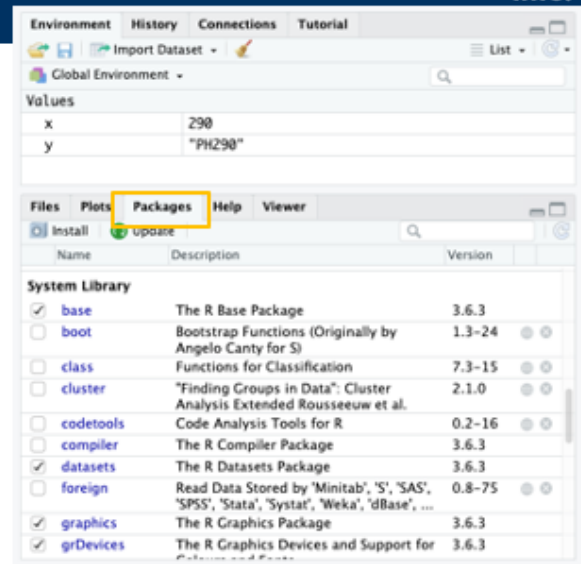 Environment History Connections Tutorial
Import Dataset List
Global Environment
Values
x 290
y "PH290"
Files Plots Packages Help Viewer
Install Update
Name Description Version
System Library
base The R Base Package 3.6.3
boot Bootstrap Functions (Originally by 1.3-24
Angelo Canty for S)
class Functions for Classification 7.3-15
cluster "Finding Groups in Data": Cluster 2.1.0
Analysis Extended Rousseeuw et al.
codetools Code Analysis Tools for R 0.2-16
compiler The R Compiler Package 3.6.3
datasets The R Datasets Package 3.6.3
foreign Read Data Stored by 'Minitab', 'S', 'SAS', 0.8-75
'SPSS', 'Stata', 'Systat', 'Weka', 'dBase', ...
graphics The R Graphics Package 3.6.3
grDevices The R Graphics Devices and Support for 3.6.3